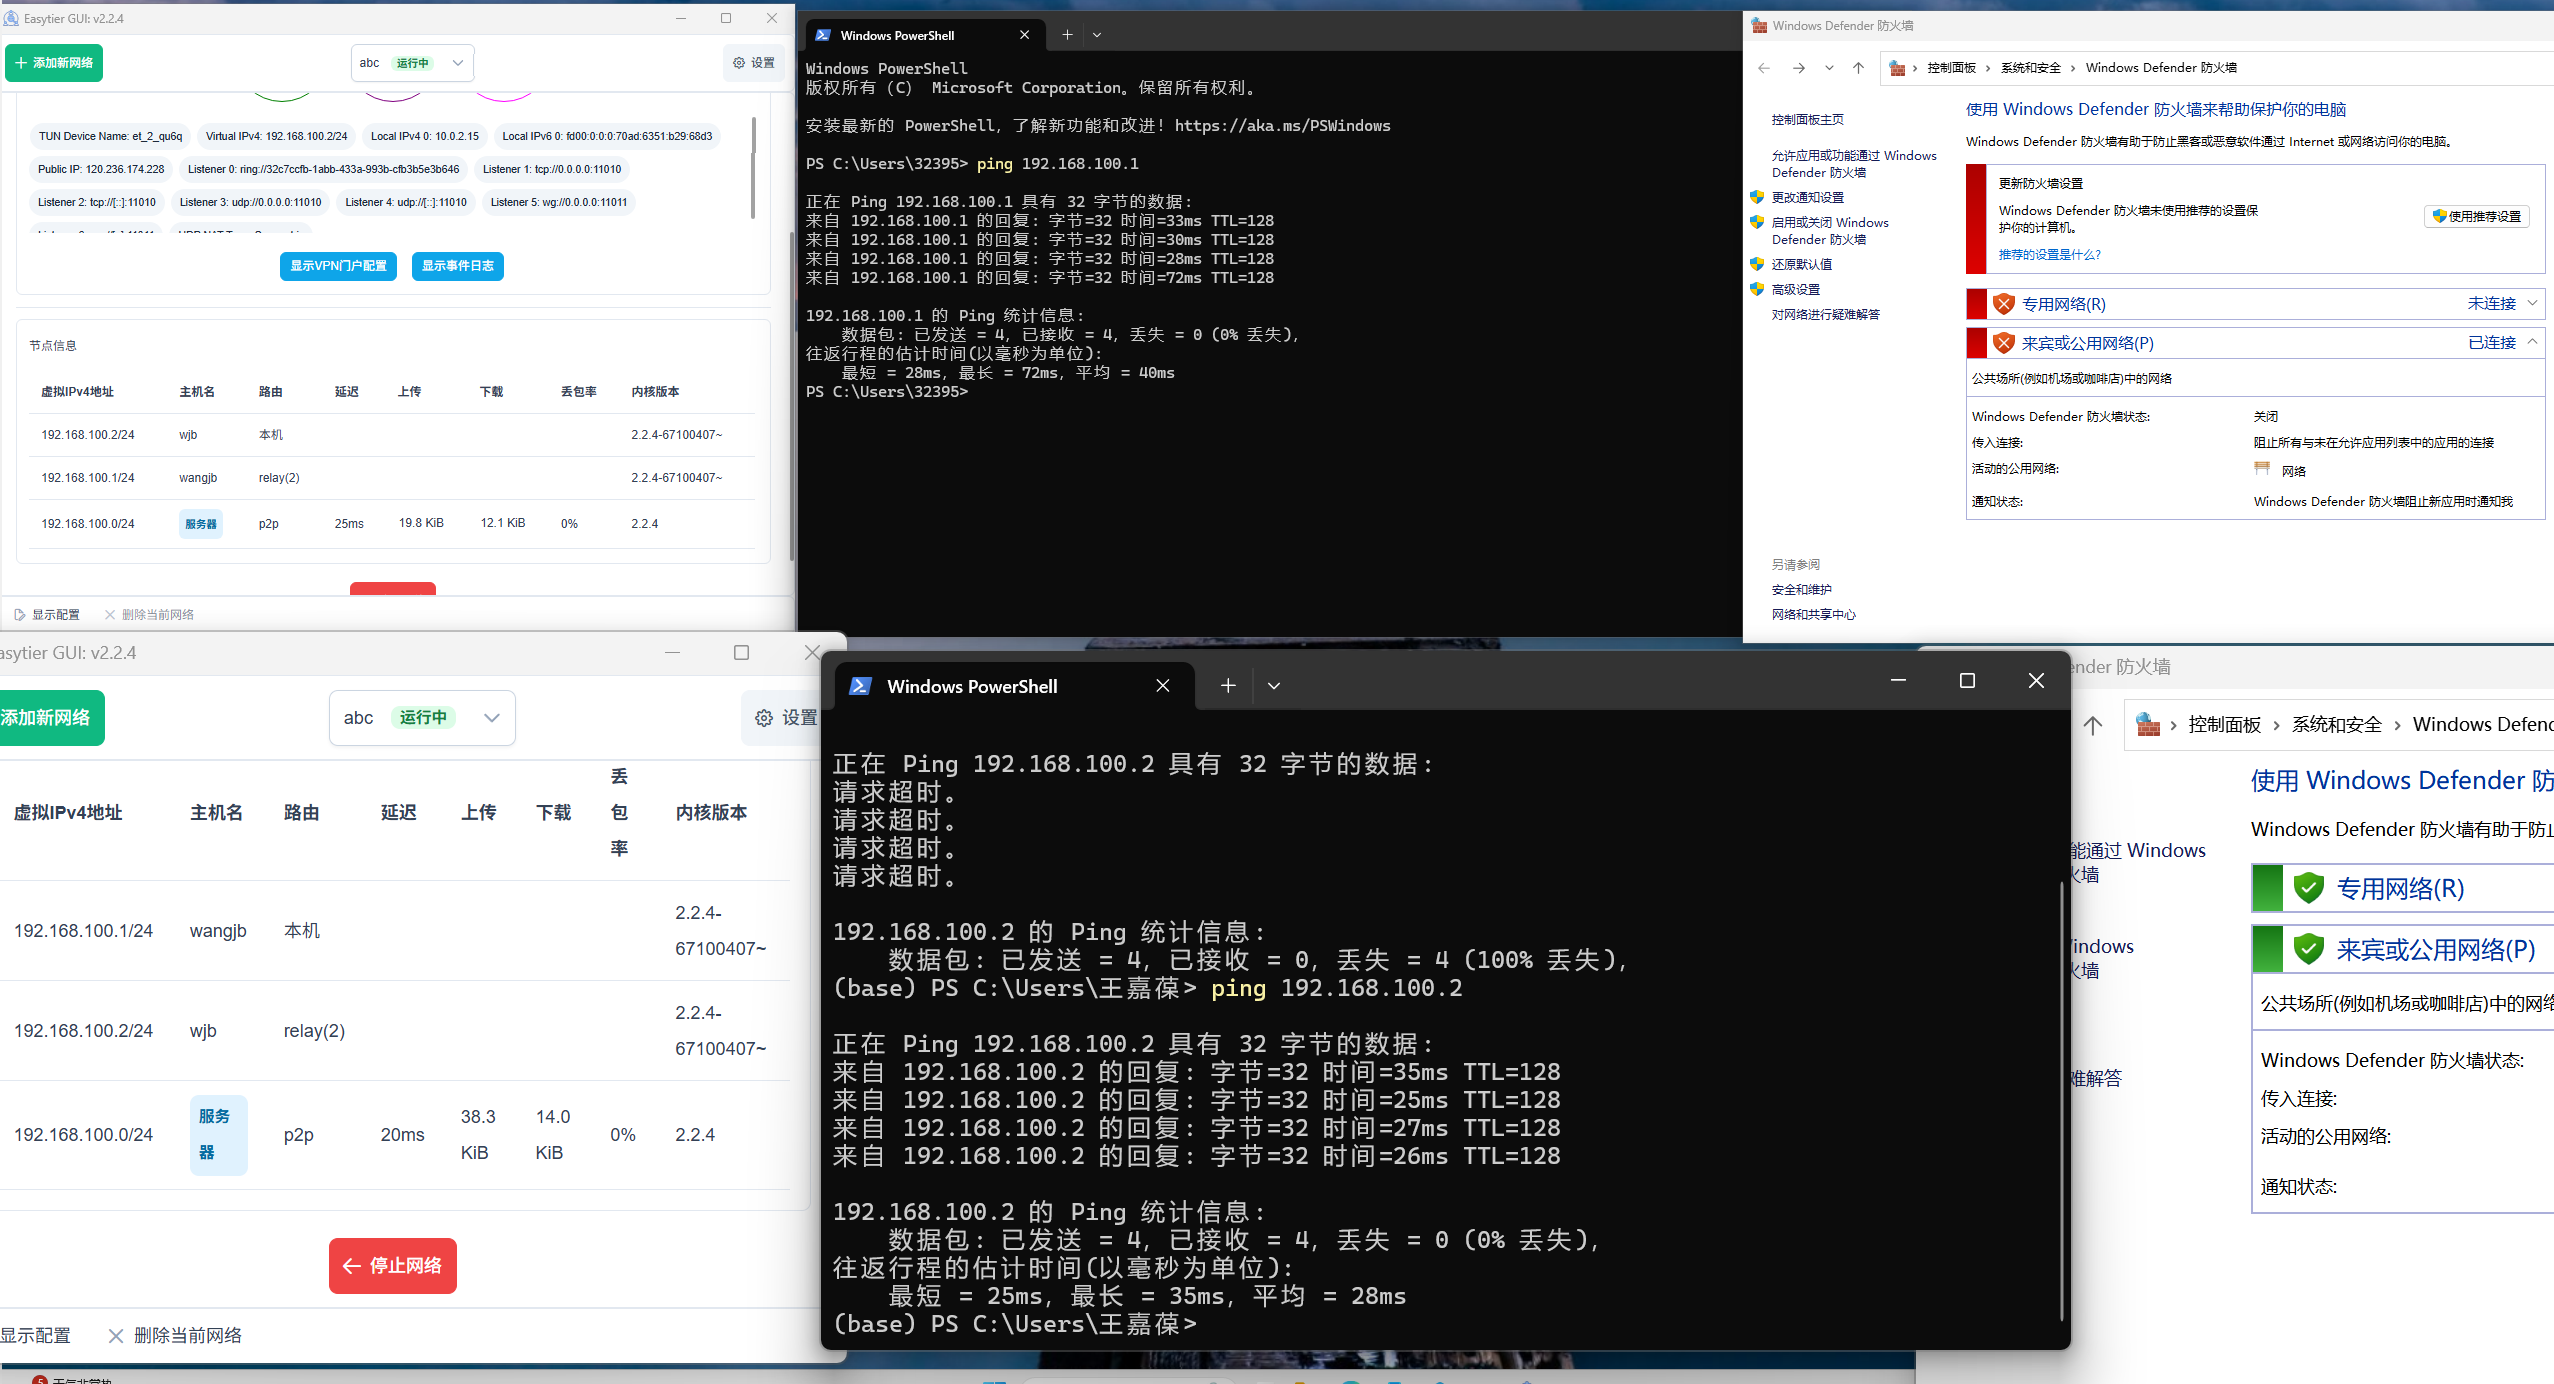 Easytier GUI: v2.2.4
添加新网络
abc 运行中
设置
TUN Device Name: et_2_qu6q
Virtual IPv4: 192.168.100.2/24
Local IPv4 0: 10.0.2.15
Local IPv6 0: fd00:0:0:0:70ad:6351:b29:68d3
Public IP: 120.236.174.228
Listener 0: ring://32c7ccfb-1abb-433a-993b-cfb3b5e3b646
Listener 1: tcp://0.0.0.0:11010
Listener 2: tcp://[::]:11010
Listener 3: udp://0.0.0.0:11010
Listener 4: udp://[::]:11010
Listener 5: wg://0.0.0.0:11011
显示VPN门户配置
显示事件日志
节点信息
虚拟IPv4地址 主机名 路由 延迟 上传 下载 丢包率 内核版本
192.168.100.2/24 wjb 本机 2.2.4-67100407~
192.168.100.1/24 wangjb relay(2) 2.2.4-67100407~
192.168.100.0/24 服务器 p2p 25ms 19.8 KiB 12.1 KiB 0% 2.2.4
显示配置 删除当前网络
Windows PowerShell
Windows PowerShell
版权所有 (C) Microsoft Corporation。保留所有权利。
安装最新的 PowerShell，了解新功能和改进！https://aka.ms/PSWindows
PS C:\Users\32395> ping 192.168.100.1
正在 Ping 192.168.100.1 具有 32 字节的数据:
来自 192.168.100.1 的回复: 字节=32 时间=33ms TTL=128
来自 192.168.100.1 的回复: 字节=32 时间=30ms TTL=128
来自 192.168.100.1 的回复: 字节=32 时间=28ms TTL=128
来自 192.168.100.1 的回复: 字节=32 时间=72ms TTL=128
192.168.100.1 的 Ping 统计信息:
数据包: 已发送 = 4，已接收 = 4，丢失 = 0 (0% 丢失)，
往返行程的估计时间(以毫秒为单位):
最短 = 28ms，最长 = 72ms，平均 = 40ms
PS C:\Users\32395>
Windows Defender 防火墙
控制面板 › 系统和安全 › Windows Defender 防火墙
控制面板主页
允许应用或功能通过 Windows
Defender 防火墙
更改通知设置
启用或关闭 Windows
Defender 防火墙
还原默认值
高级设置
对网络进行疑难解答
另请参阅
安全和维护
网络和共享中心
使用 Windows Defender 防火墙来帮助保护你的电脑
Windows Defender 防火墙有助于防止黑客或恶意软件通过 Internet 或网络访问你的电脑。
更新防火墙设置
Windows Defender 防火墙未使用推荐的设置保
护你的计算机。
使用推荐设置
推荐的设置是什么?
专用网络(R) 未连接
来宾或公用网络(P) 已连接
公共场所(例如机场或咖啡店)中的网络
Windows Defender 防火墙状态: 关闭
传入连接: 阻止所有与未在允许应用列表中的应用的连接
活动的公用网络: 网络
通知状态: Windows Defender 防火墙阻止新应用时通知我
asytier GUI: v2.2.4
添加新网络
abc 运行中
设置
虚拟IPv4地址 主机名 路由 延迟 上传 下载 丢包率 内核版本
192.168.100.1/24 wangjb 本机 2.2.4-67100407~
192.168.100.2/24 wjb relay(2) 2.2.4-67100407~
192.168.100.0/24 服务器 p2p 20ms 38.3 KiB 14.0 KiB 0% 2.2.4
停止网络
显示配置 删除当前网络
Windows PowerShell
正在 Ping 192.168.100.2 具有 32 字节的数据:
请求超时。
请求超时。
请求超时。
请求超时。
192.168.100.2 的 Ping 统计信息:
数据包: 已发送 = 4，已接收 = 0，丢失 = 4 (100% 丢失)，
(base) PS C:\Users\王嘉葆> ping 192.168.100.2
正在 Ping 192.168.100.2 具有 32 字节的数据:
来自 192.168.100.2 的回复: 字节=32 时间=35ms TTL=128
来自 192.168.100.2 的回复: 字节=32 时间=25ms TTL=128
来自 192.168.100.2 的回复: 字节=32 时间=27ms TTL=128
来自 192.168.100.2 的回复: 字节=32 时间=26ms TTL=128
192.168.100.2 的 Ping 统计信息:
数据包: 已发送 = 4，已接收 = 4，丢失 = 0 (0% 丢失)，
往返行程的估计时间(以毫秒为单位):
最短 = 25ms，最长 = 35ms，平均 = 28ms
(base) PS C:\Users\王嘉葆>
ender 防火墙
控制面板 › 系统和安全 › Windows Defend
使用 Windows Defender 防
Windows Defender 防火墙有助于防止
能通过 Windows
火墙
专用网络(R)
来宾或公用网络(P)
indows
火墙
公共场所(例如机场或咖啡店)中的网络
Windows Defender 防火墙状态:
难解答
传入连接:
活动的公用网络:
通知状态: